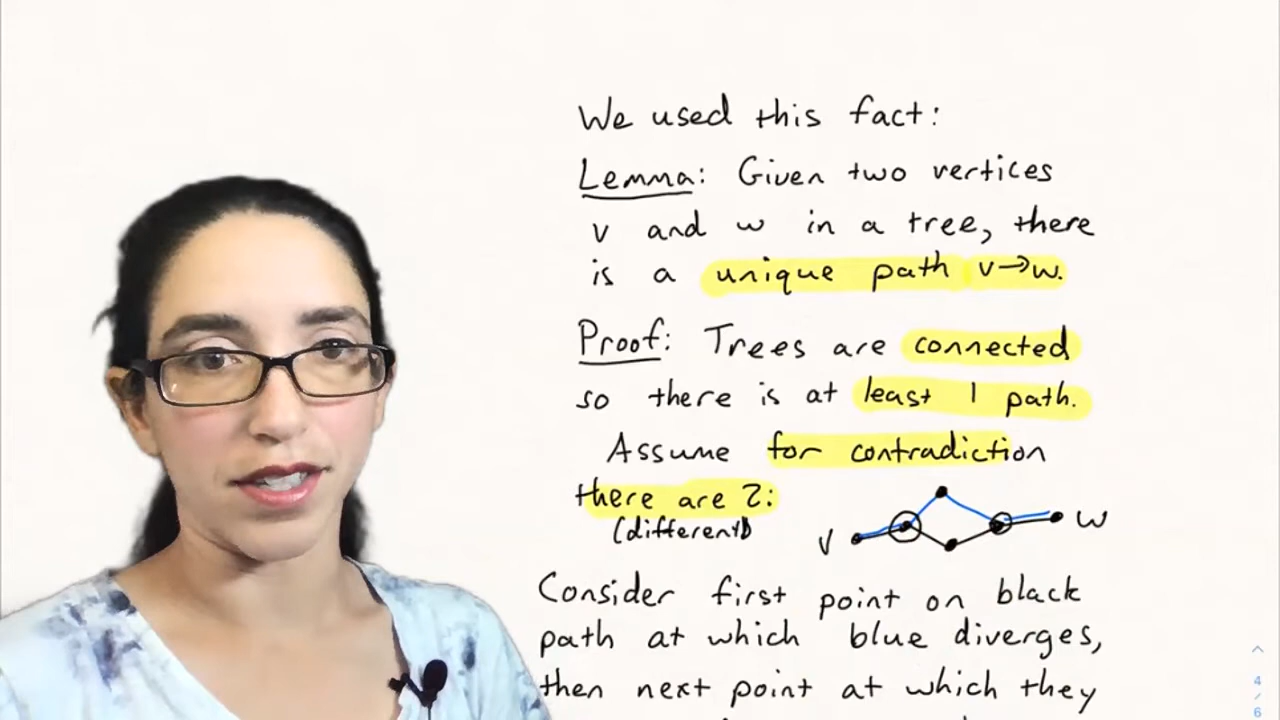 We used this fact:
Lemma: Given two vertices
v and w in a tree, there
is a unique path v→w.
Proof: Trees are connected
so there is at least 1 path.
Assume for contradiction
there are 2:
(different)
v
w
Consider first point on black
path at which blue diverges,
then next point at which they
4
/
6